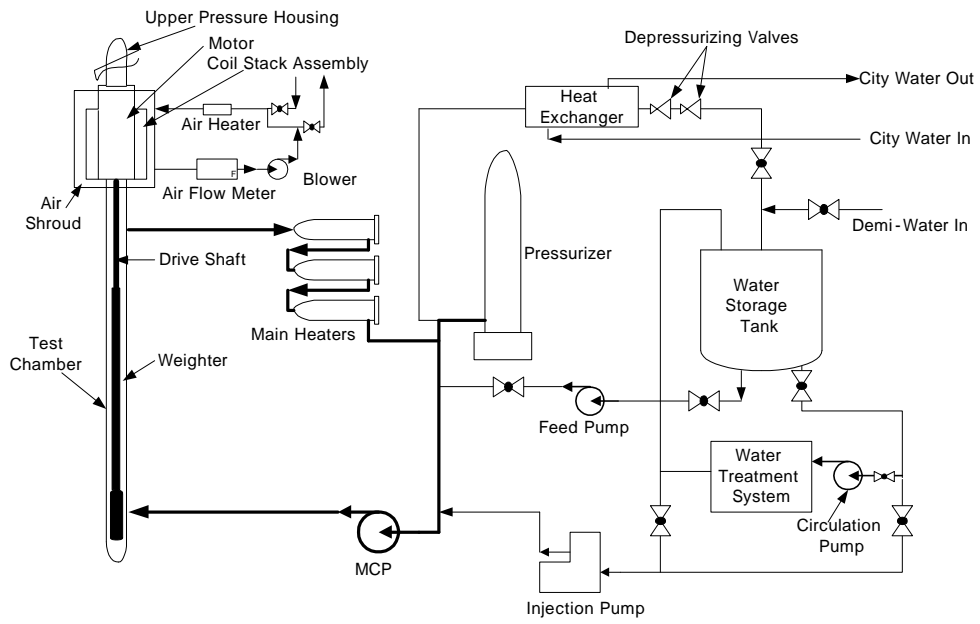 Upper Pressure Housing
Motor
Coil Stack Assembly
Air Heater
Air Flow Meter
F
Blower
Air
Shroud
Drive Shaft
Main Heaters
Test
Chamber
Weighter
MCP
Depressurizing Valves
City Water Out
Heat
Exchanger
City Water In
Demi-Water In
Pressurizer
Water
Storage
Tank
Feed Pump
Water
Treatment
System
Circulation
Pump
Injection Pump